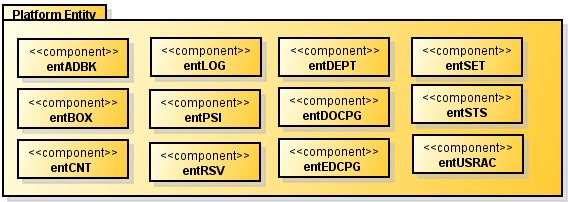 Platform Entity
<<component>>
entADBK
<<component>>
entLOG
<<component>>
entDEPT
<<component>>
entSET
<<component>>
entBOX
<<component>>
entPSI
<<component>>
entDOCPG
<<component>>
entSTS
<<component>>
entCNT
<<component>>
entRSV
<<component>>
entEDCPG
<<component>>
entUSRAC